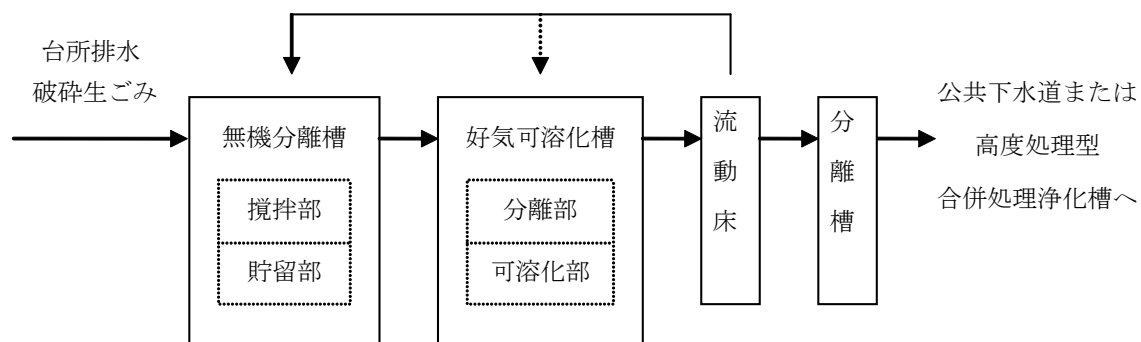 台所排水
破砕生ごみ
無機分離槽
攪拌部
貯留部
好気可溶化槽
分離部
可溶化部
流動床
分離槽
公共下水道または
高度処理型
合併処理浄化槽へ